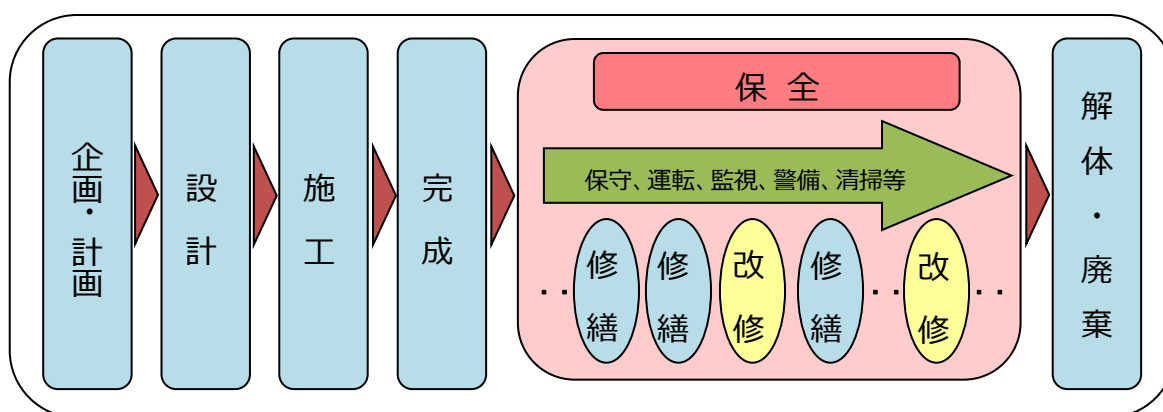 企画・計画
設計
施工
完成
保 全
保守、運転、監視、警備、清掃等
‥
修繕
修繕
改修
修繕
‥
改修
‥
解体・廃棄